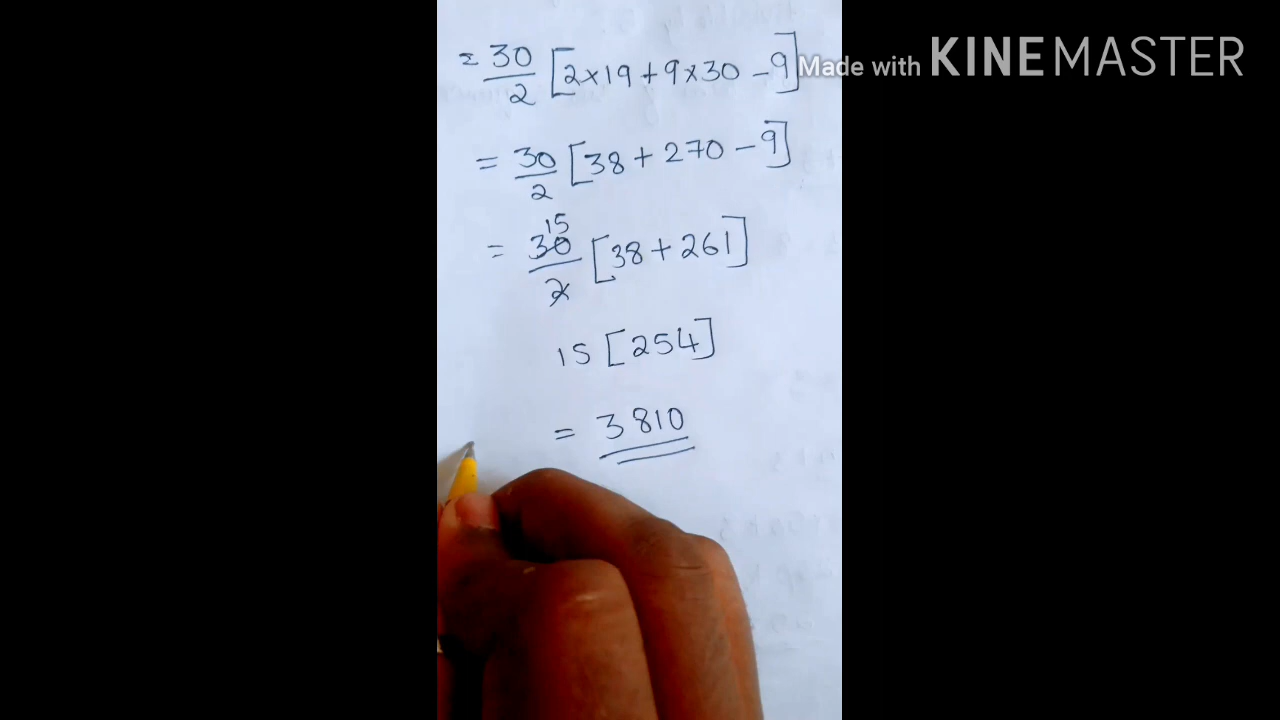 = 30/2 [2×19+9×30-9]
Made with KINEMASTER
= 30/2 [38+270-9]
15
= 30/2 [38+261]
15 [254]
= 3810